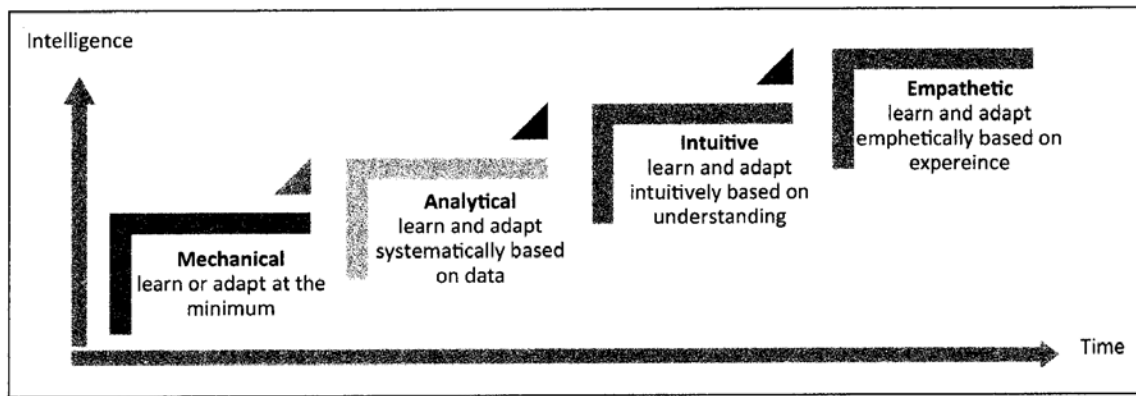 Intelligence
Empathetic
learn and adapt
emphetically based on
expereince
Intuitive
learn and adapt
intuitively based on
understanding
Analytical
learn and adapt
systematically based
on data
Mechanical
learn or adapt at the
minimum
Time